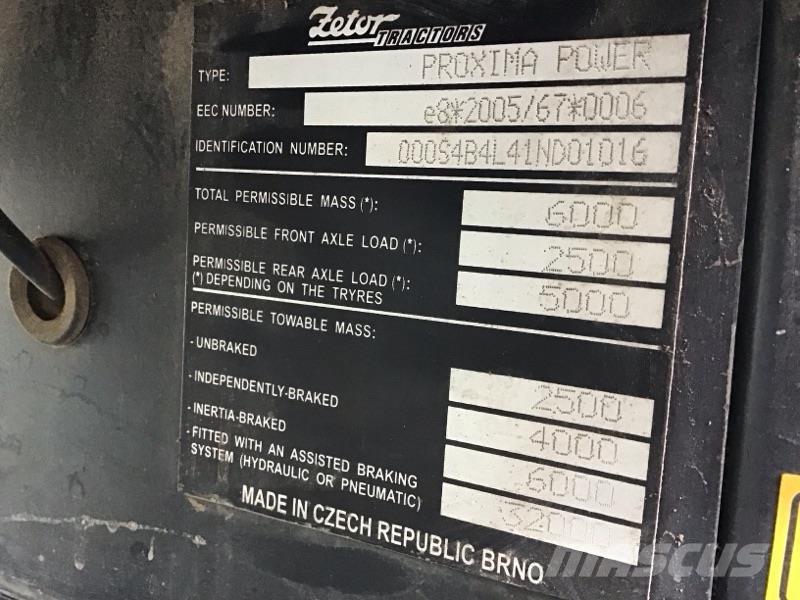 Zetor
TRACTORS
TYPE: PROXIMA POWER
EEC NUMBER: e8*2005/67*0006
IDENTIFICATION NUMBER: 000S4B4L41ND01016
TOTAL PERMISSIBLE MASS (*): 6000
PERMISSIBLE FRONT AXLE LOAD (*): 2500
PERMISSIBLE REAR AXLE LOAD (*): 5000
(*) DEPENDING ON THE TRYRES
PERMISSIBLE TOWABLE MASS:
- UNBRAKED 2500
- INDEPENDENTLY-BRAKED 4000
- INERTIA-BRAKED 6000
- FITTED WITH AN ASSISTED BRAKING
SYSTEM (HYDRAULIC OR PNEUMATIC) 32000
MADE IN CZECH REPUBLIC BRNO
MASCUS